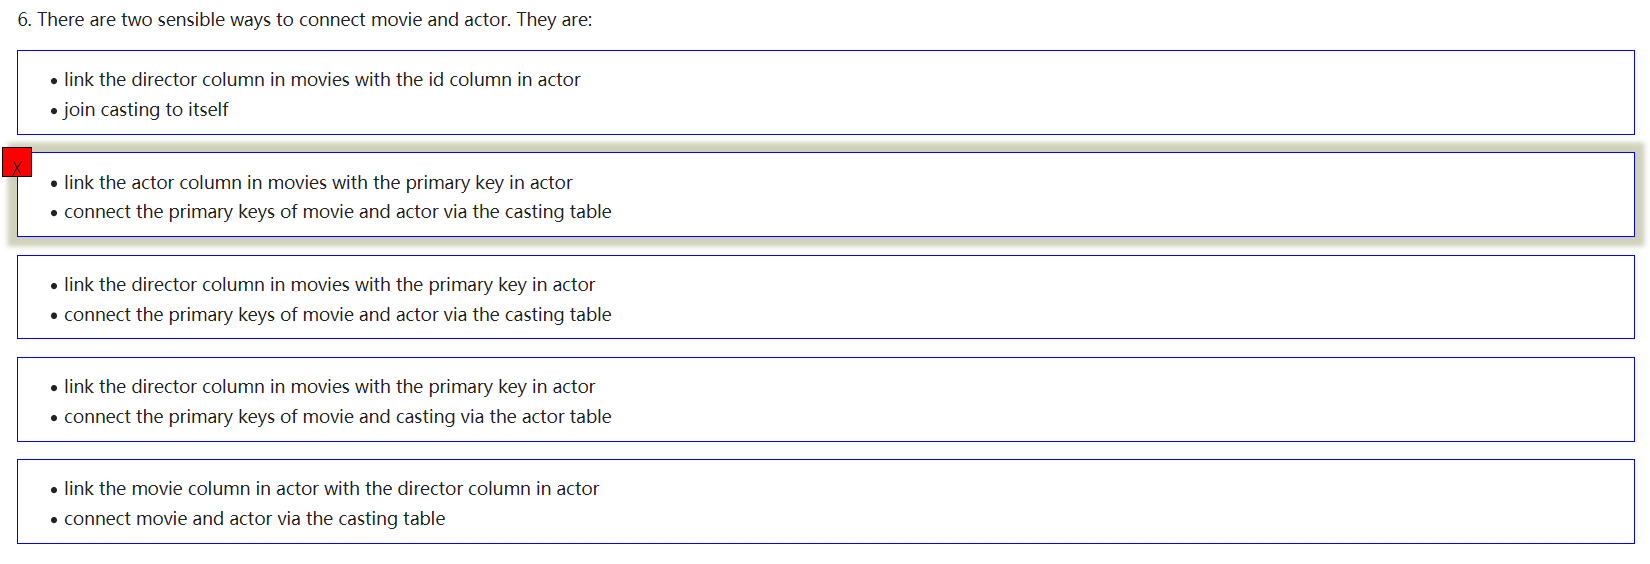 6. There are two sensible ways to connect movie and actor. They are:
• link the director column in movies with the id column in actor
• join casting to itself
X
• link the actor column in movies with the primary key in actor
• connect the primary keys of movie and actor via the casting table
• link the director column in movies with the primary key in actor
• connect the primary keys of movie and actor via the casting table
• link the director column in movies with the primary key in actor
• connect the primary keys of movie and casting via the actor table
• link the movie column in actor with the director column in actor
• connect movie and actor via the casting table